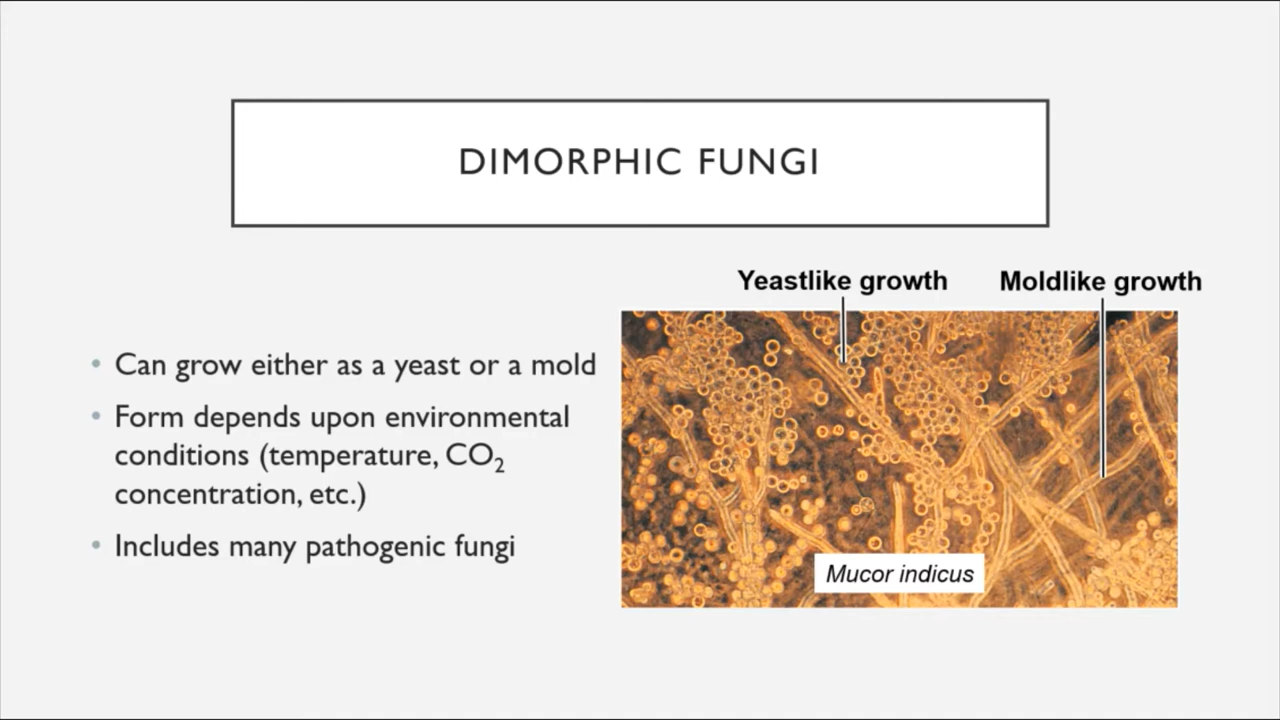 DIMORPHIC FUNGI
• Can grow either as a yeast or a mold
• Form depends upon environmental
conditions (temperature, CO₂
concentration, etc.)
• Includes many pathogenic fungi
Yeastlike growth
Moldlike growth
Mucor indicus